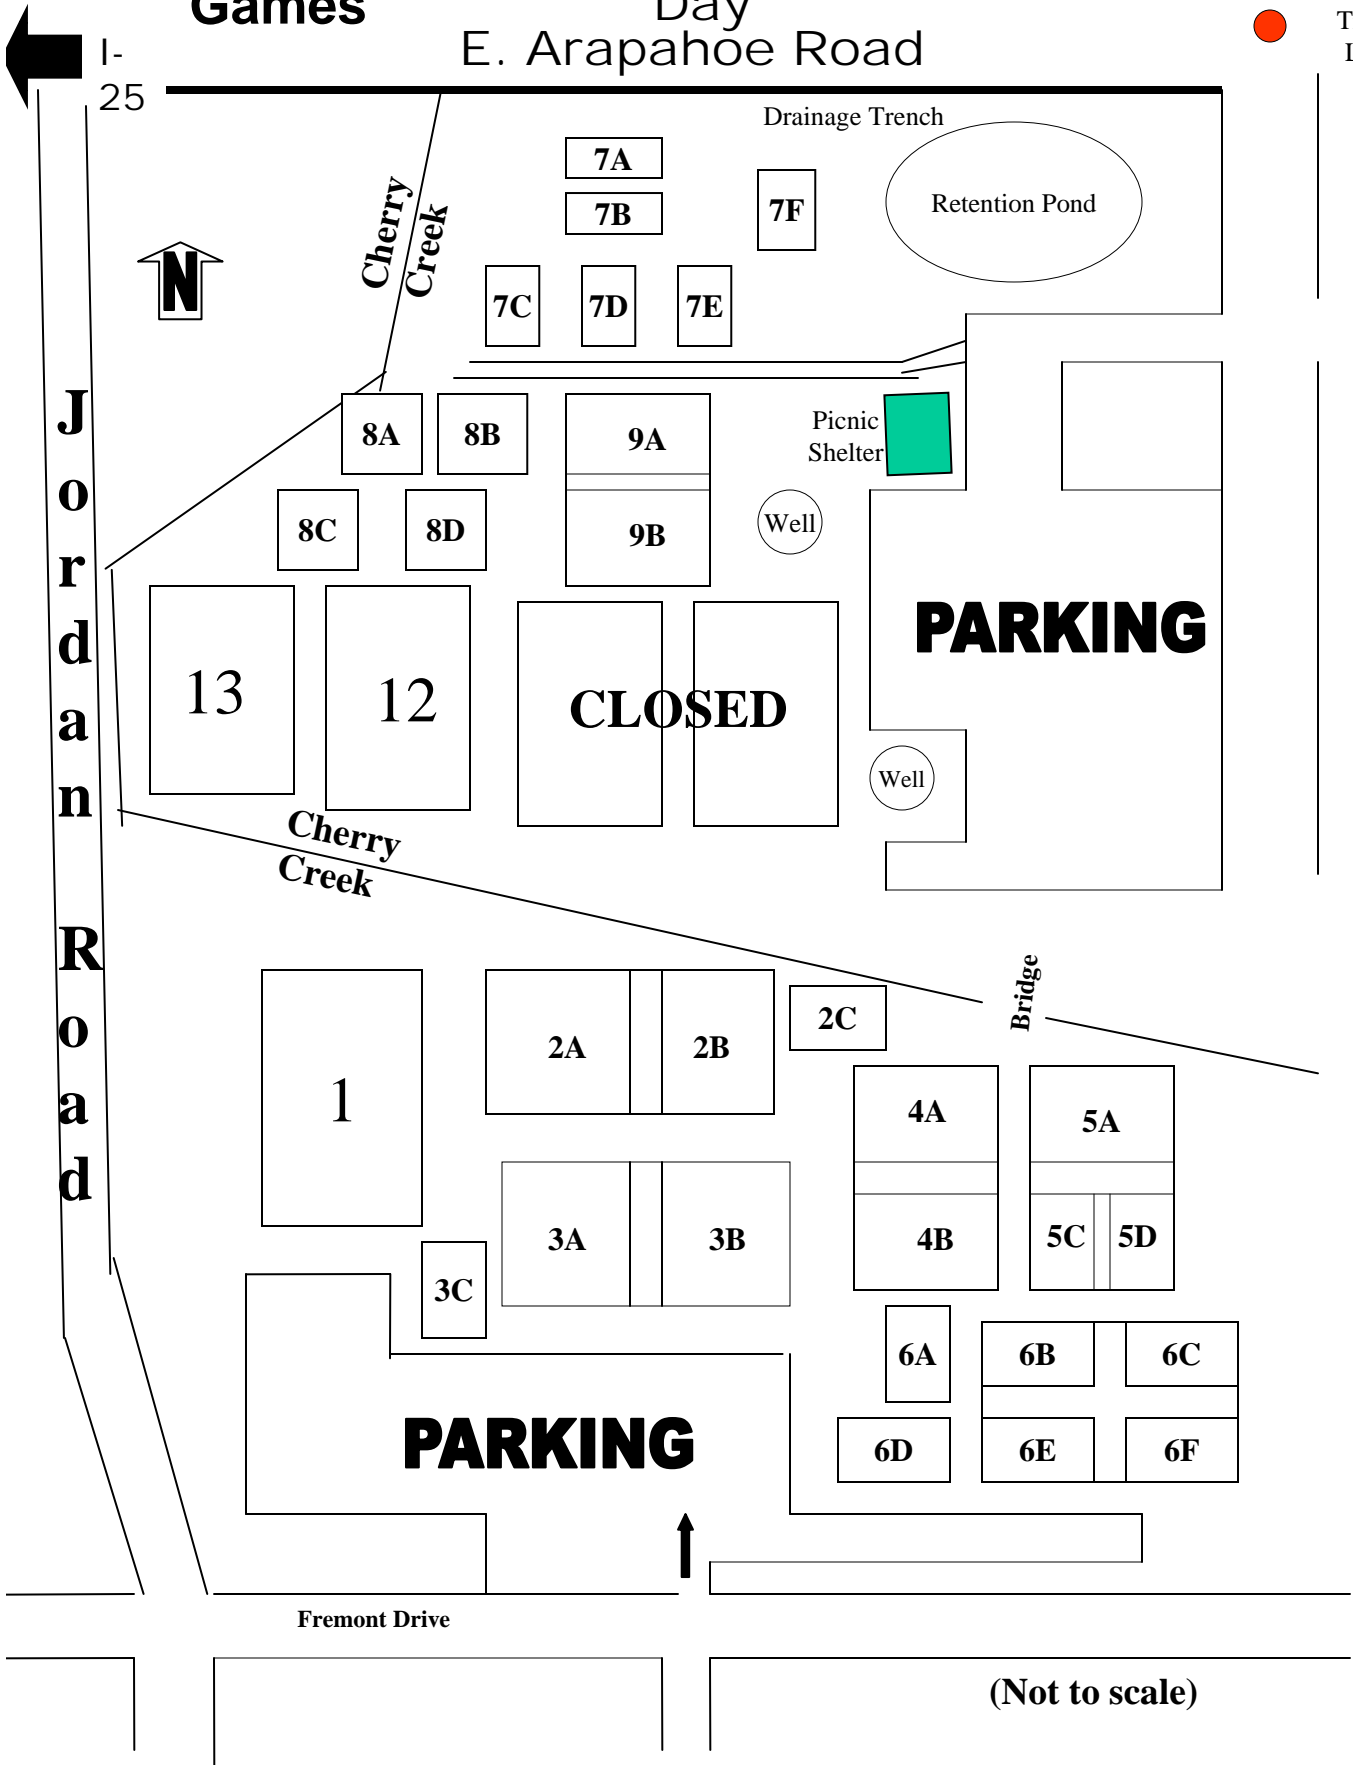 Games
Day
E. Arapahoe Road
I-
25
Drainage Trench
7A
7B
7F
Retention Pond
Cherry
Creek
N
7C
7D
7E
Jordan Road
8A
8B
9A
Picnic
Shelter
8C
8D
9B
Well
PARKING
13
12
CLOSED
Well
Cherry
Creek
Bridge
2A
2B
2C
1
4A
5A
3A
3B
4B
5C
5D
3C
6A
6B
6C
PARKING
6D
6E
6F
Fremont Drive
(Not to scale)